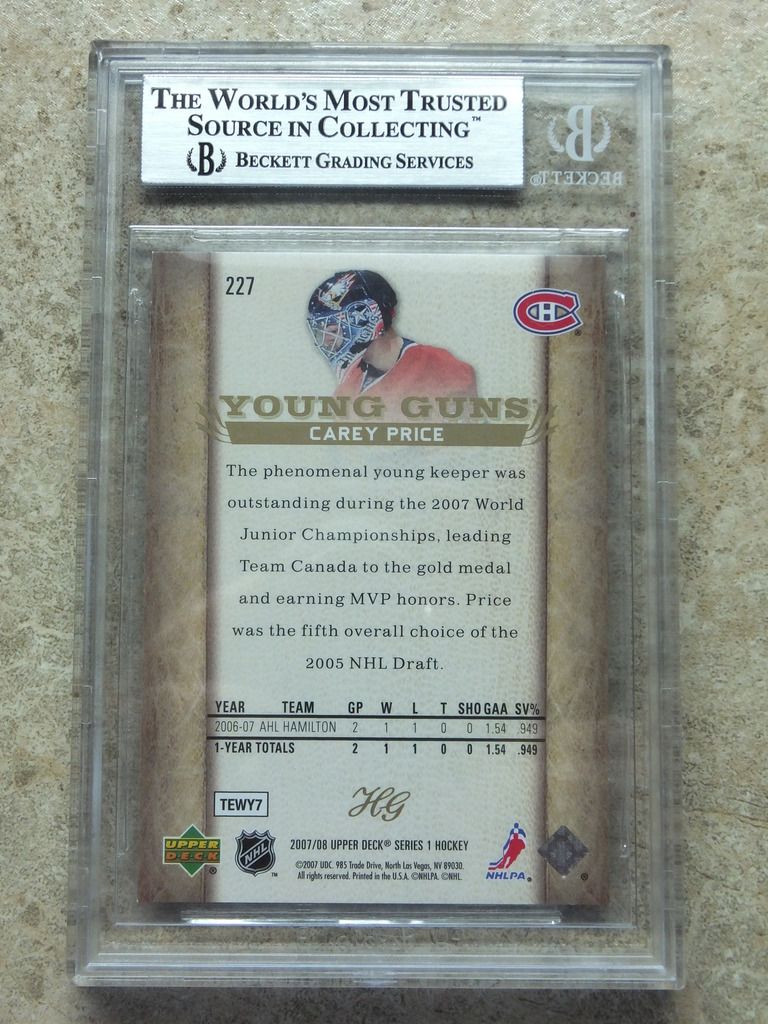 THE WORLD'S MOST TRUSTED
SOURCE IN COLLECTING™
B BECKETT GRADING SERVICES
B
BECKETT®
227
CH
YOUNG GUNS
CAREY PRICE
The phenomenal young keeper was
outstanding during the 2007 World
Junior Championships, leading
Team Canada to the gold medal
and earning MVP honors. Price
was the fifth overall choice of the
2005 NHL Draft.
YEAR TEAM GP W L T SHO GAA SV%
2006-07 AHL HAMILTON 2 1 1 0 0 1.54 .949
1-YEAR TOTALS 2 1 1 0 0 1.54 .949
TEWY7
HG
UPPER
DECK ®
NHL ™
2007/08 UPPER DECK® SERIES 1 HOCKEY
©2007 UDC. 985 Trade Drive, North Las Vegas, NV 89030.
All rights reserved. Printed in the U.S.A. ©NHLPA. ©NHL.
NHLPA. ®